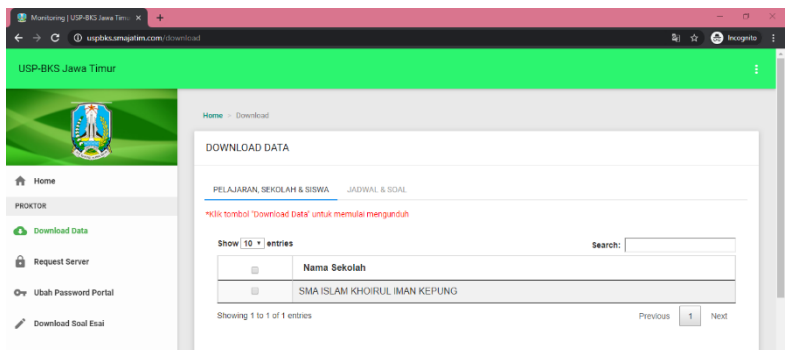 Monitoring | USP-BKS Jawa Timu
uspbks.smajatim.com/download
Incognito
USP-BKS Jawa Timur
Home - Download
DOWNLOAD DATA
Home
PROKTOR
Download Data
Request Server
Ubah Password Portal
Download Soal Esai
PELAJARAN, SEKOLAH & SISWA JADWAL & SOAL
*Klik tombol "Download Data" untuk memulai mengunduh
Show 10 entries Search:
Nama Sekolah
SMA ISLAM KHOIRUL IMAN KEPUNG
Showing 1 to 1 of 1 entries Previous 1 Next